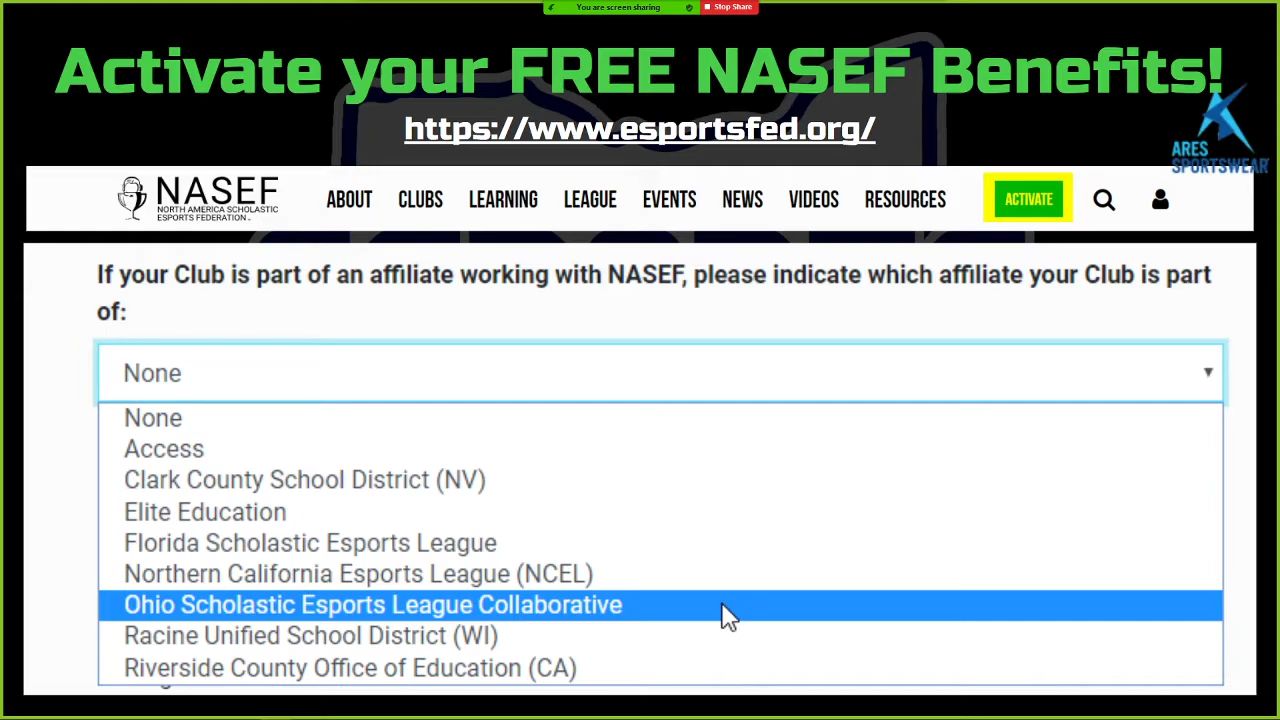 You are screen sharing
Stop Share
Activate your FREE NASEF Benefits!
https://www.esportsfed.org/
ARES
SPORTSWEAR
NASEF
NORTH AMERICA SCHOLASTIC
ESPORTS FEDERATION
ABOUT CLUBS LEARNING LEAGUE EVENTS NEWS VIDEOS RESOURCES ACTIVATE
If your Club is part of an affiliate working with NASEF, please indicate which affiliate your Club is part
of:
None
None
Access
Clark County School District (NV)
Elite Education
Florida Scholastic Esports League
Northern California Esports League (NCEL)
Ohio Scholastic Esports League Collaborative
Racine Unified School District (WI)
Riverside County Office of Education (CA)